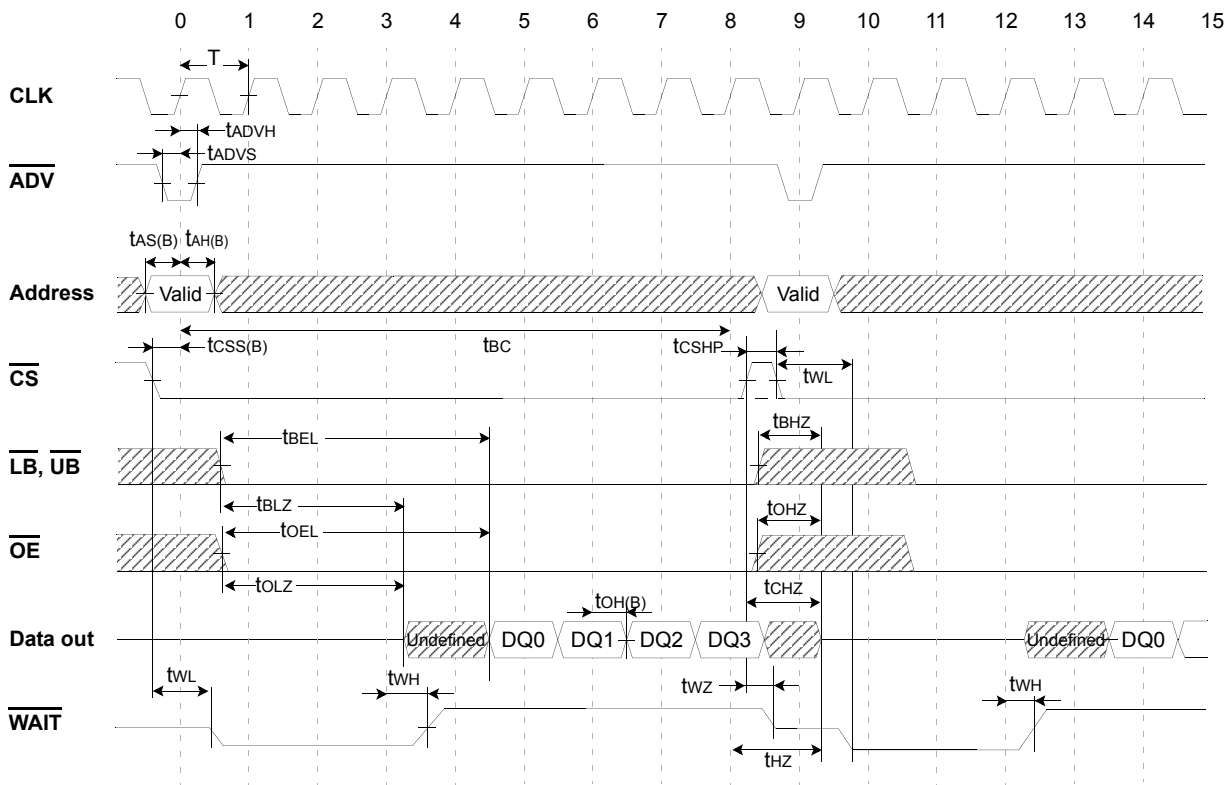 0 1 2 3 4 5 6 7 8 9 10 11 12 13 14 15
T
CLK
tADVH
tADVS
ADV
tAS(B) tAH(B)
Address Valid Valid
tCSS(B) tBC tCSHP
CS tWL
tBEL tBHZ
LB, UB
tBLZ
tOEL tOHZ
OE
tOLZ tCHZ
tOH(B)
Data out Undefined DQ0 DQ1 DQ2 DQ3 Undefined DQ0
tWL tWH tWZ tWH
WAIT
tHZ